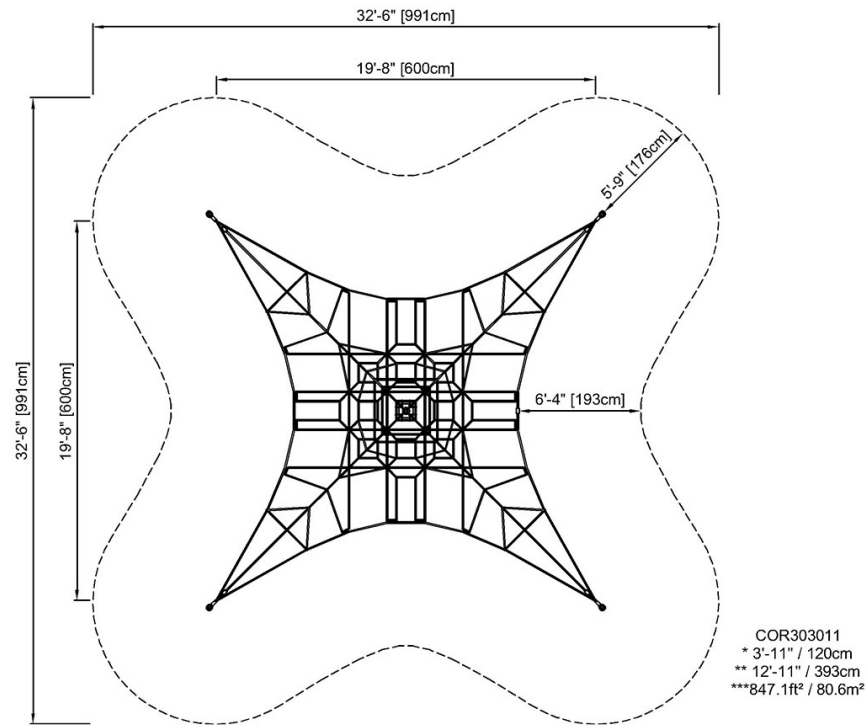 32'-6" [991cm]
19'-8" [600cm]
5'-9" [176cm]
32'-6" [991cm]
19'-8" [600cm]
6'-4" [193cm]
COR303011
* 3'-11" / 120cm
** 12'-11" / 393cm
***847.1ft² / 80.6m²